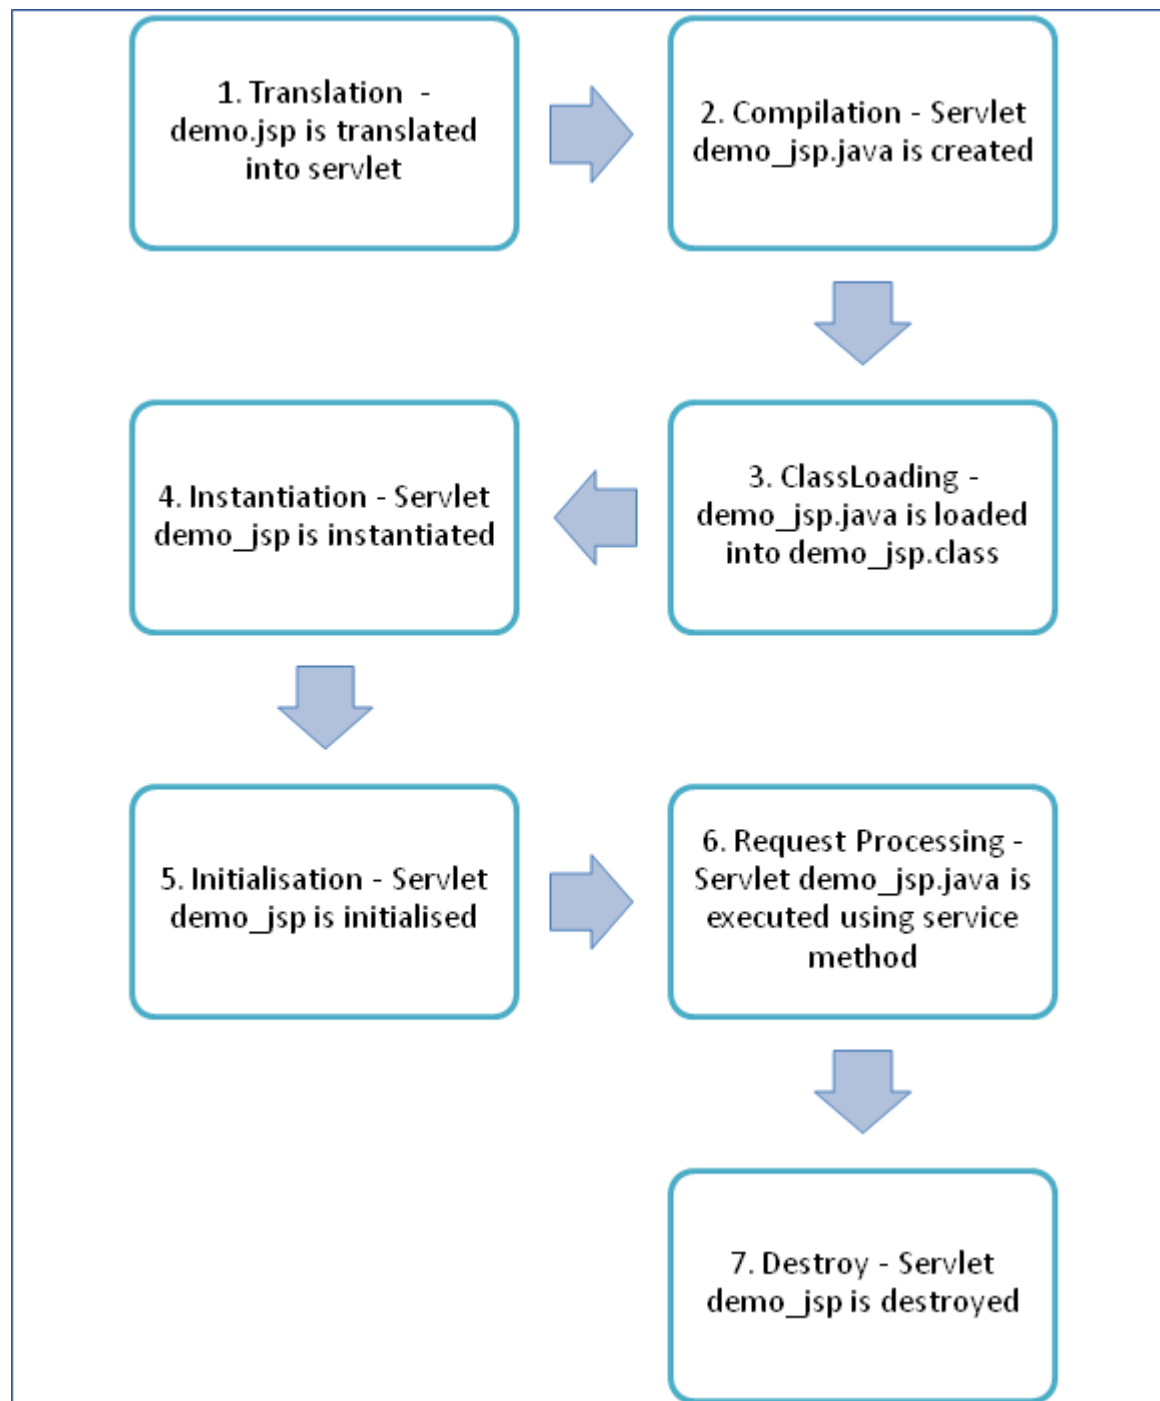 1. Translation -
demo.jsp is translated
into servlet
2. Compilation - Servlet
demo_jsp.java is created
3. ClassLoading -
demo_jsp.java is loaded
into demo_jsp.class
4. Instantiation - Servlet
demo_jsp is instantiated
5. Initialisation - Servlet
demo_jsp is initialised
6. Request Processing -
Servlet demo_jsp.java is
executed using service
method
7. Destroy - Servlet
demo_jsp is destroyed